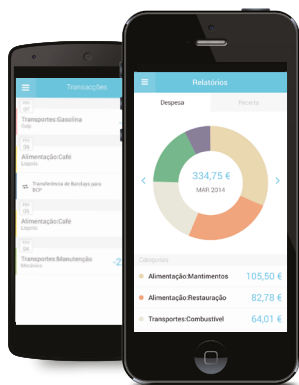 Transacções
Transportes:Gasolina
Alimentação:Café
Transferência de Barclays para
BCP
Alimentação:Café
Transportes:Manutenção
Relatórios
Despesa
Receita
334,75 €
MAR 2014
Categorias
Alimentação:Mantimentos 105,50 €
Alimentação:Restauração 82,78 €
Transportes:Combustível 64,01 €